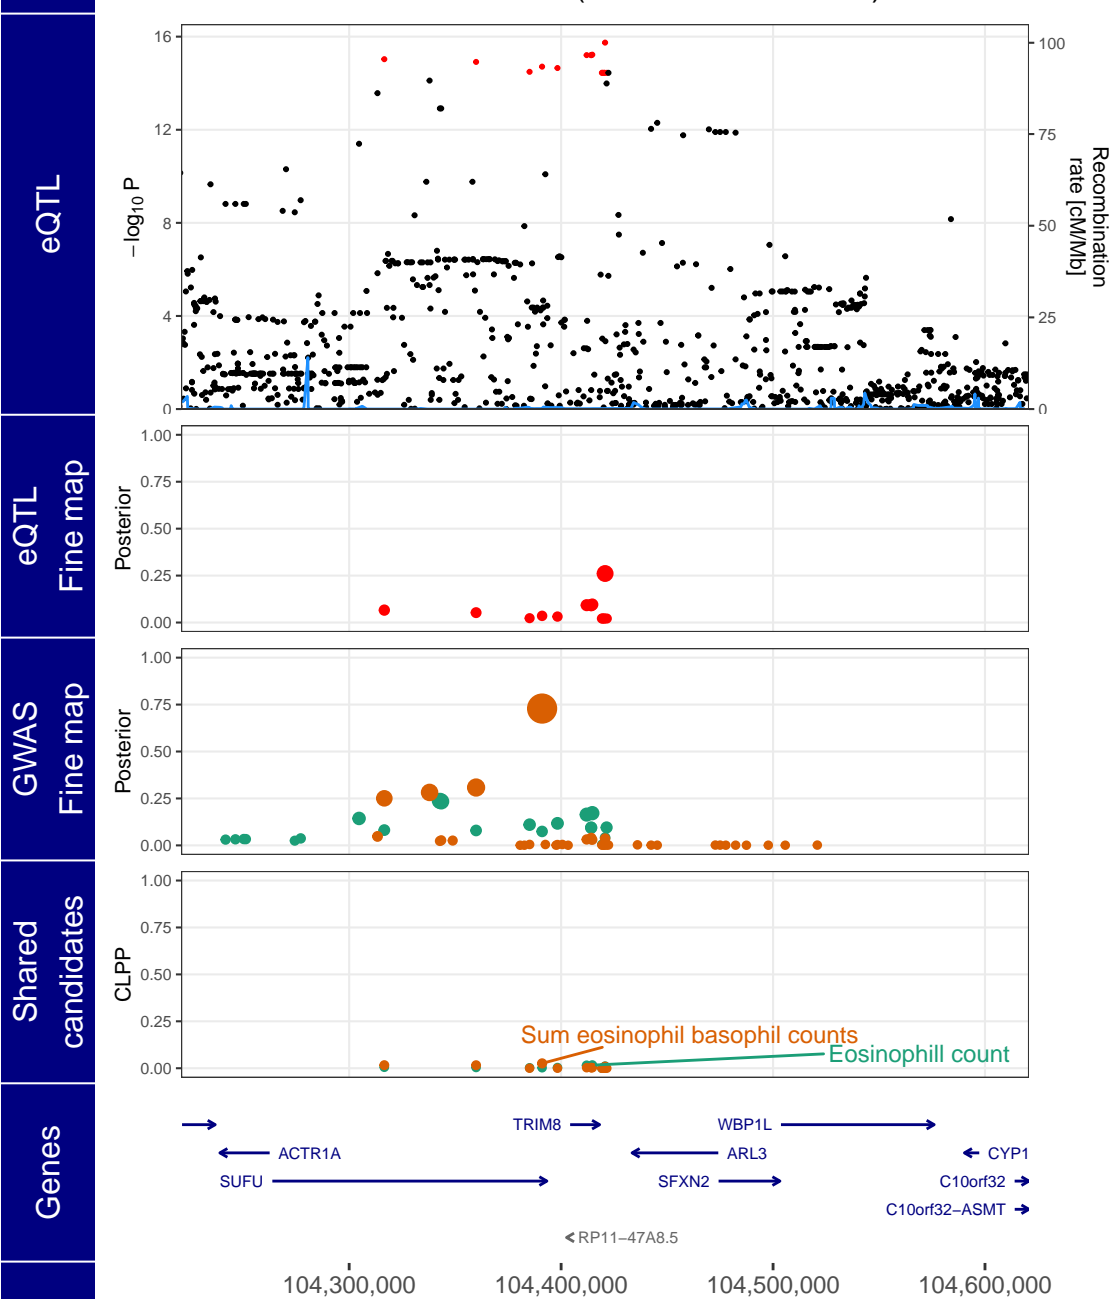 eQTL
−log10 P
16
12
8
4
0
100
75
50
25
0
Recombination
rate [cM/Mb]
eQTL
Fine map
Posterior
1.00
0.75
0.50
0.25
0.00
GWAS
Fine map
Posterior
1.00
0.75
0.50
0.25
0.00
Shared
candidates
CLPP
1.00
0.75
0.50
0.25
0.00
Sum eosinophil basophil counts
Eosinophill count
Genes
TRIM8
WBP1L
ACTR1A
ARL3
CYP1
SUFU
SFXN2
C10orf32
C10orf32−ASMT
RP11−47A8.5
104,300,000
104,400,000
104,500,000
104,600,000